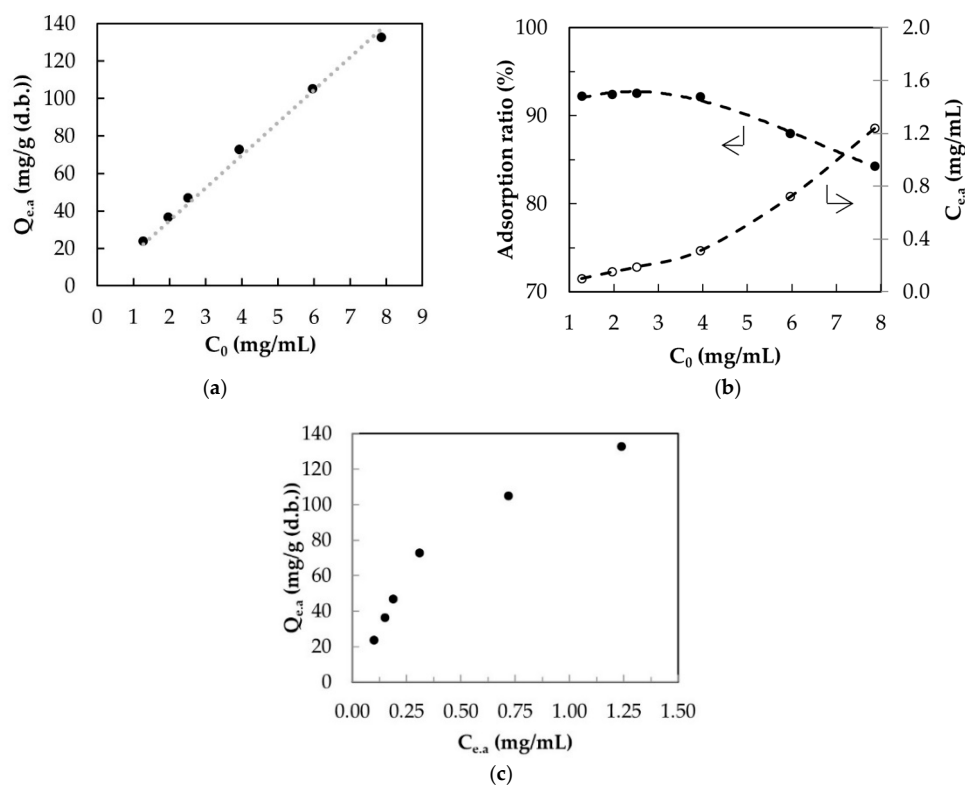 140
120
100
80
60
40
20
0
Q e.a (mg/g (d.b.))
0 1 2 3 4 5 6 7 8 9
C0 (mg/mL)
(a)
100
90
80
70
Adsorption ratio (%)
2.0
1.6
1.2
0.8
0.4
0.0
C e.a (mg/mL)
1 2 3 4 5 6 7 8
C0 (mg/mL)
(b)
140
120
100
80
60
40
20
0
Q e.a (mg/g (d.b.))
0.00 0.25 0.50 0.75 1.00 1.25 1.50
C e.a (mg/mL)
(c)